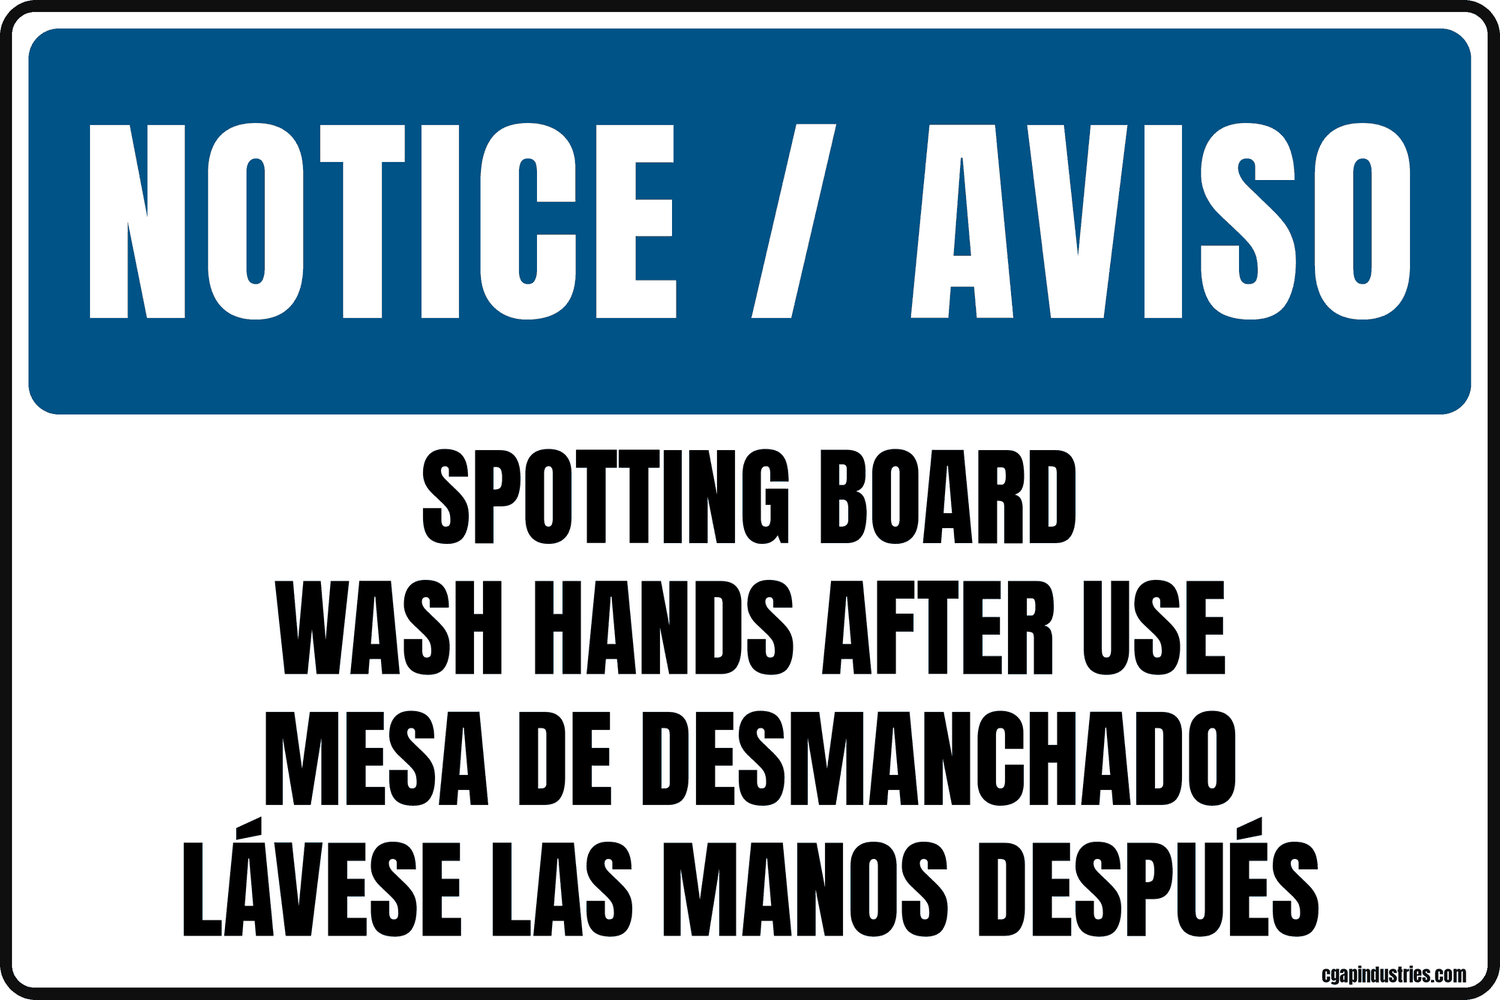 NOTICE / AVISO
SPOTTING BOARD
WASH HANDS AFTER USE
MESA DE DESMANCHADO
LÁVESE LAS MANOS DESPUÉS
cgapindustries.com